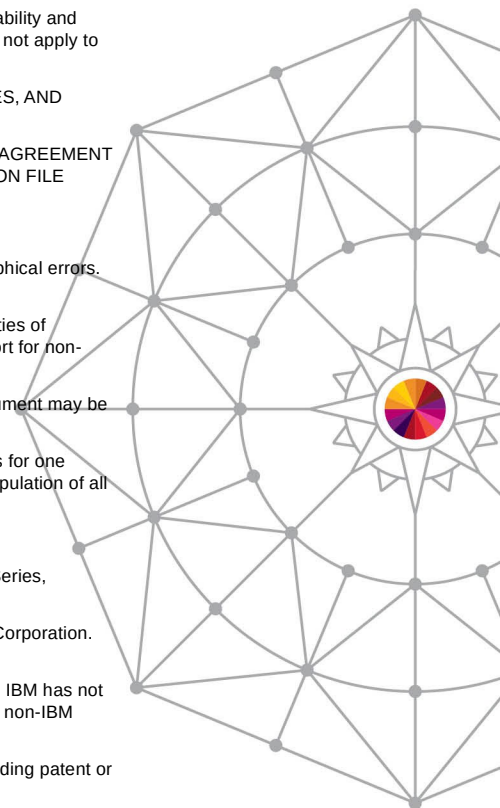 ability and
not apply to
ES, AND
AGREEMENT
ON FILE
phical errors.
ties of
rt for non-
ument may be
s for one
pulation of all
Series,
Corporation.
IBM has not
non-IBM
ding patent or